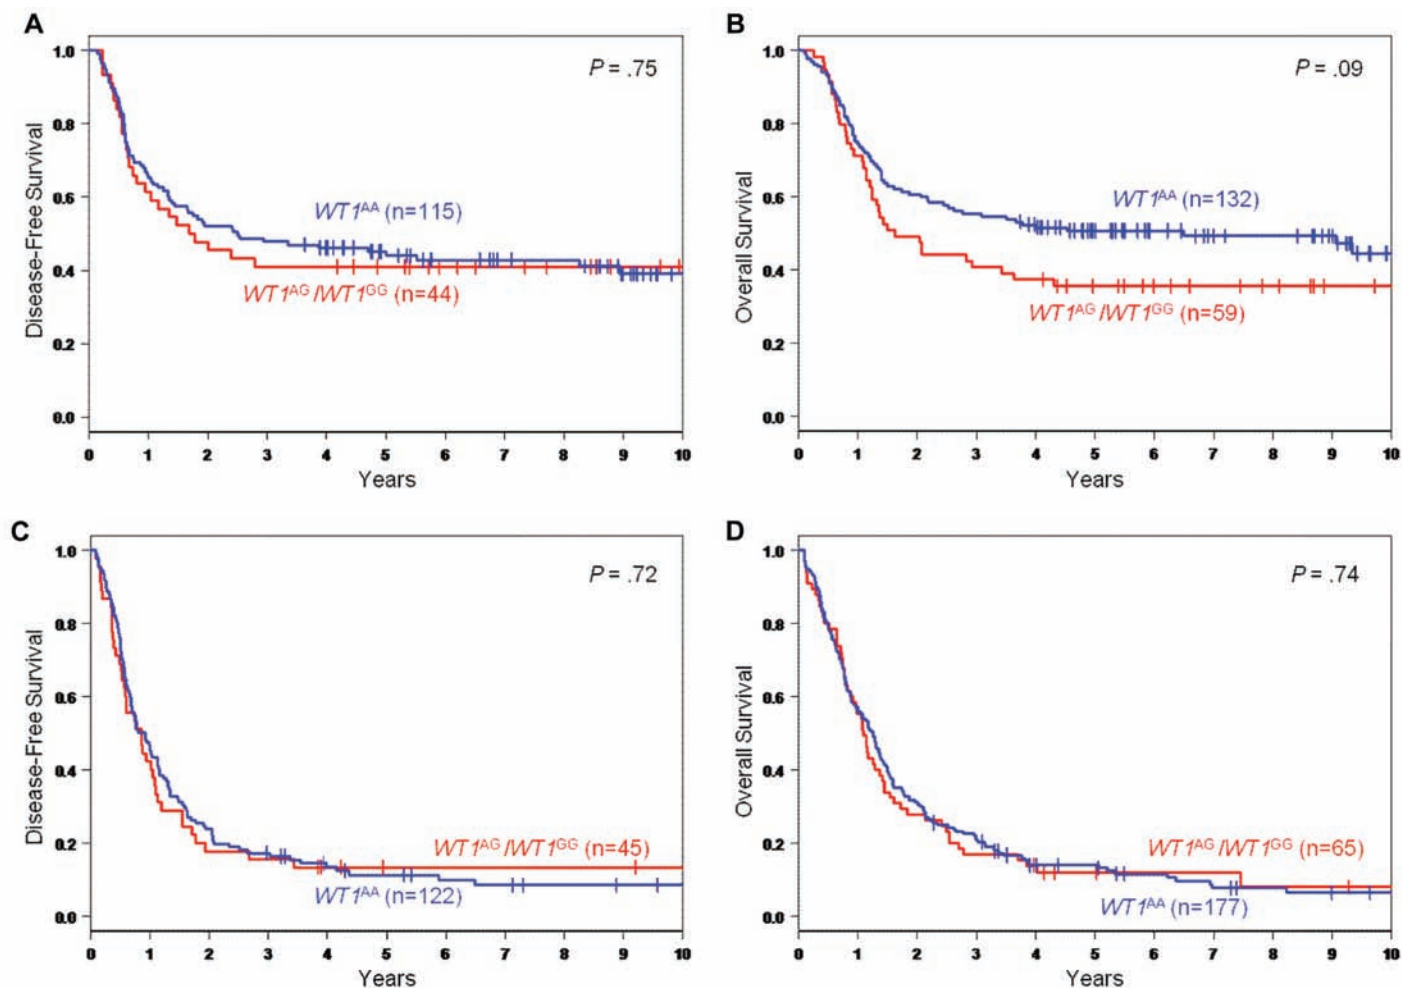 A
P = .75
Disease-Free Survival
1.0
0.8
0.6
0.4
0.2
0.0
WT1ᴬᴬ (n=115)
WT1ᴬᴳ/WT1ᴳᴳ (n=44)
0 1 2 3 4 5 6 7 8 9 10
Years
B
P = .09
Overall Survival
1.0
0.8
0.6
0.4
0.2
0.0
WT1ᴬᴬ (n=132)
WT1ᴬᴳ/WT1ᴳᴳ (n=59)
0 1 2 3 4 5 6 7 8 9 10
Years
C
P = .72
Disease-Free Survival
1.0
0.8
0.6
0.4
0.2
0.0
WT1ᴬᴳ/WT1ᴳᴳ (n=45)
WT1ᴬᴬ (n=122)
0 1 2 3 4 5 6 7 8 9 10
Years
D
P = .74
Overall Survival
1.0
0.8
0.6
0.4
0.2
0.0
WT1ᴬᴳ/WT1ᴳᴳ (n=65)
WT1ᴬᴬ (n=177)
0 1 2 3 4 5 6 7 8 9 10
Years